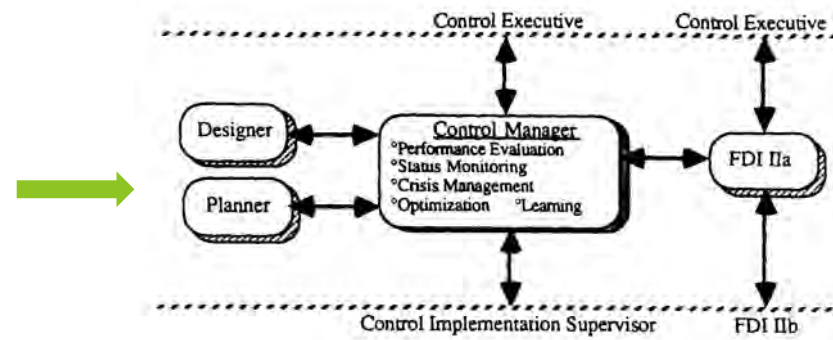 Control Executive
Control Executive
Designer
Control Manager
°Performance Evaluation
°Status Monitoring
°Crisis Management
°Optimization °Learning
FDI IIa
Planner
Control Implementation Supervisor
FDI IIb